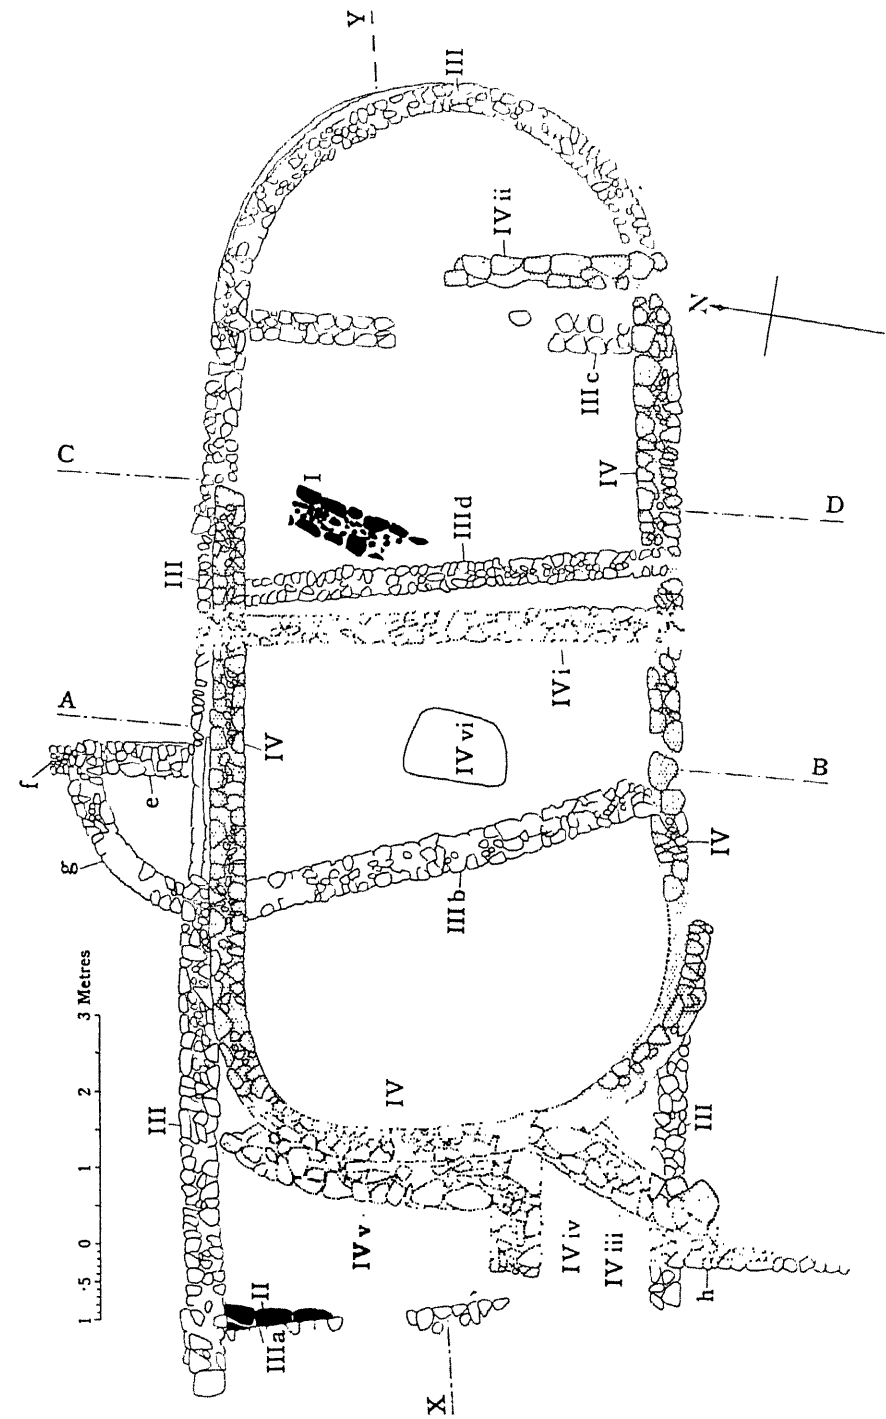 Y
III
IV ii
N
III c
C
I
IV
D
III d
III
IV i
A
IV
IV vi
f
e
B
g
IV
III b
3 Metres
2
1
0
·5
1
IV
III
III
IV v
IV iv
IV iii
h
II
III a
X